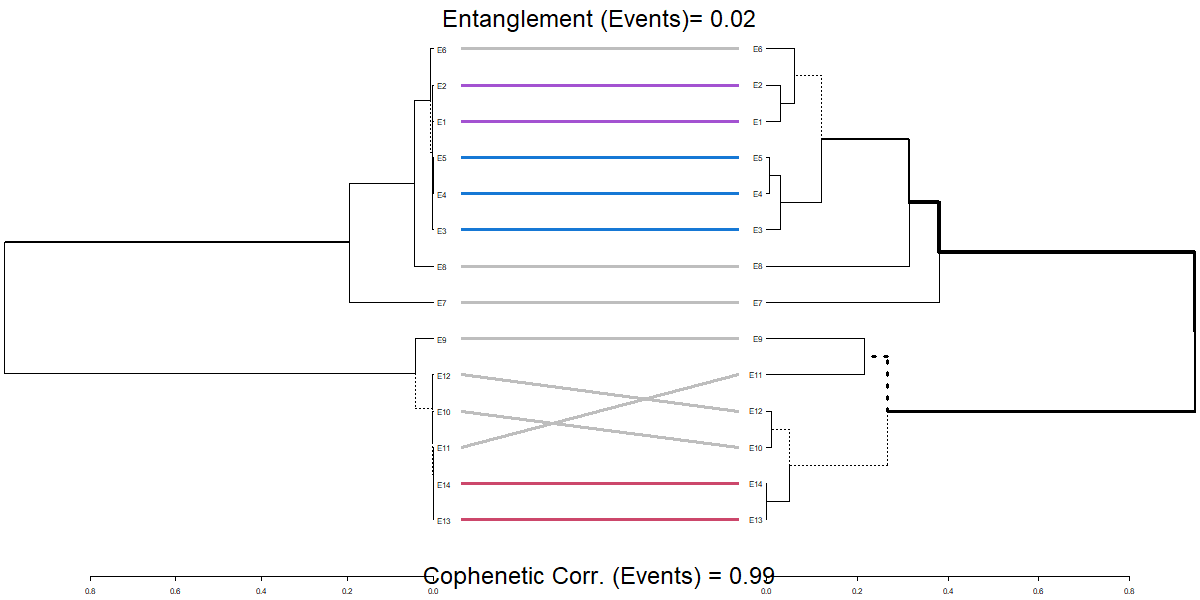 Entanglement (Events)= 0.02
E6 E6
E2 E2
E1 E1
E5 E5
E4 E4
E3 E3
E8 E8
E7 E7
E9 E9
E12 E11
E10 E12
E11 E10
E14 E14
E13 E13
Cophenetic Corr. (Events) = 0.99
0.8 0.6 0.4 0.2 0.0 0.0 0.2 0.4 0.6 0.8